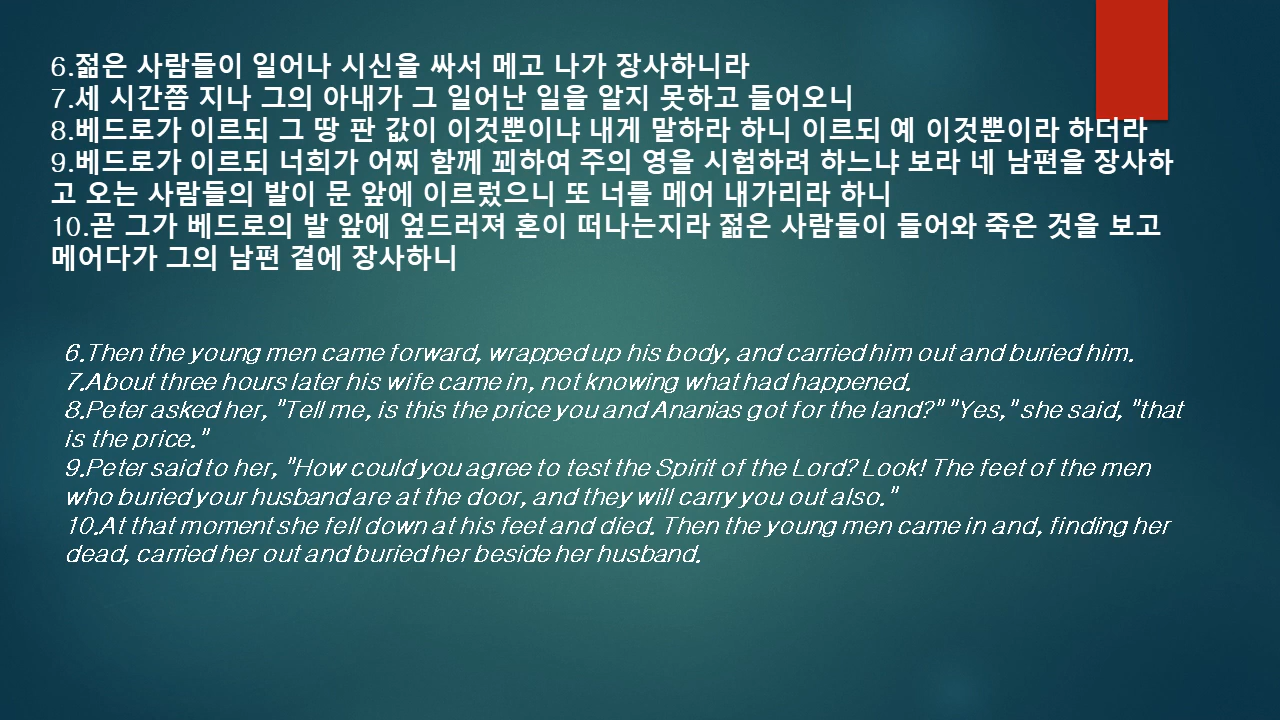 6.젊은 사람들이 일어나 시신을 싸서 메고 나가 장사하니라
7.세 시간쯤 지나 그의 아내가 그 일어난 일을 알지 못하고 들어오니
8.베드로가 이르되 그 땅 판 값이 이것뿐이냐 내게 말하라 하니 이르되 예 이것뿐이라 하더라
9.베드로가 이르되 너희가 어찌 함께 꾀하여 주의 영을 시험하려 하느냐 보라 네 남편을 장사하
고 오는 사람들의 발이 문 앞에 이르렀으니 또 너를 메어 내가리라 하니
10.곧 그가 베드로의 발 앞에 엎드러져 혼이 떠나는지라 젊은 사람들이 들어와 죽은 것을 보고
메어다가 그의 남편 곁에 장사하니
6.Then the young men came forward, wrapped up his body, and carried him out and buried him.
7.About three hours later his wife came in, not knowing what had happened.
8.Peter asked her, "Tell me, is this the price you and Ananias got for the land?" "Yes," she said, "that
is the price."
9.Peter said to her, "How could you agree to test the Spirit of the Lord? Look! The feet of the men
who buried your husband are at the door, and they will carry you out also."
10.At that moment she fell down at his feet and died. Then the young men came in and, finding her
dead, carried her out and buried her beside her husband.